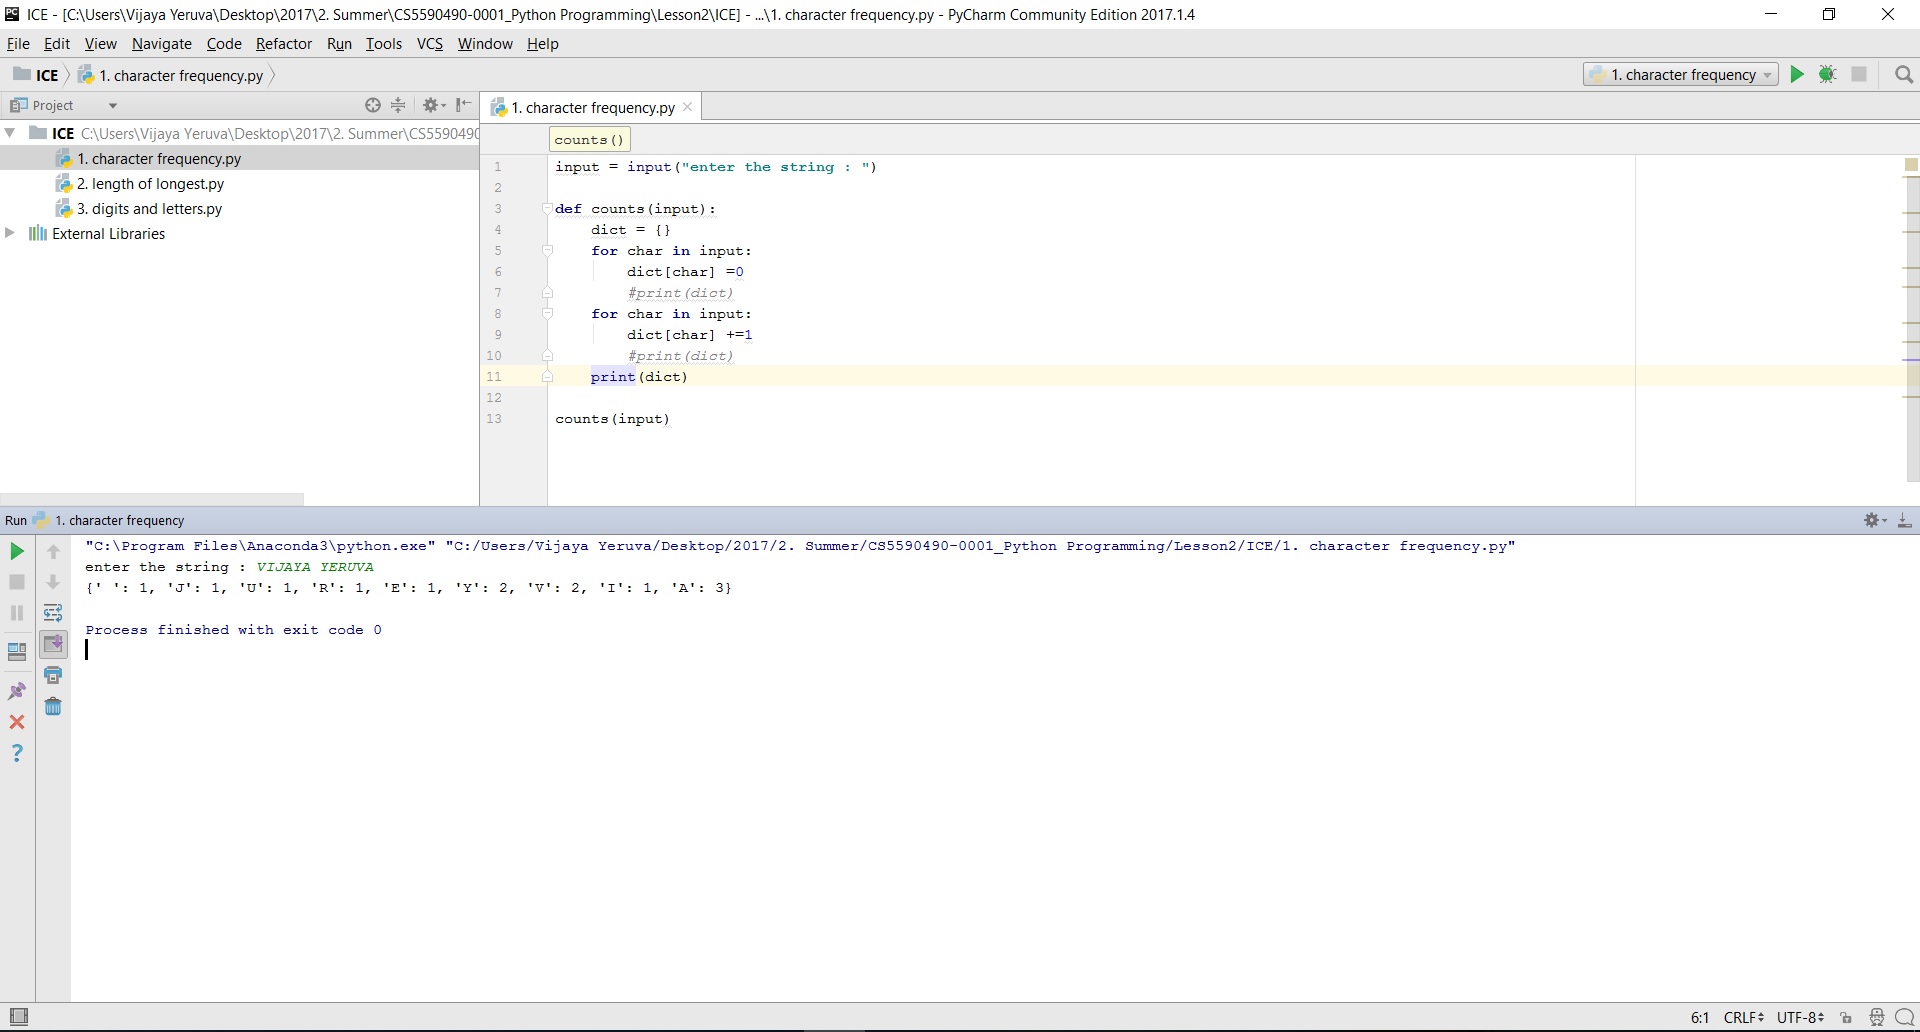 PC ICE - [C:\Users\Vijaya Yeruva\Desktop\2017\2. Summer\CS5590490-0001_Python Programming\Lesson2\ICE] - ...\1. character frequency.py - PyCharm Community Edition 2017.1.4
File Edit View Navigate Code Refactor Run Tools VCS Window Help
ICE 1. character frequency.py 1. character frequency
Project
1. character frequency.py
ICE C:\Users\Vijaya Yeruva\Desktop\2017\2. Summer\CS5590490
1. character frequency.py
2. length of longest.py
3. digits and letters.py
External Libraries
counts()
1 input = input("enter the string : ")
2
3 def counts(input):
4 dict = {}
5 for char in input:
6 dict[char] =0
7 #print(dict)
8 for char in input:
9 dict[char] +=1
10 #print(dict)
11 print(dict)
12
13 counts(input)
Run 1. character frequency
"C:\Program Files\Anaconda3\python.exe" "C:/Users/Vijaya Yeruva/Desktop/2017/2. Summer/CS5590490-0001_Python Programming/Lesson2/ICE/1. character frequency.py"
enter the string : VIJAYA YERUVA
{' ': 1, 'J': 1, 'U': 1, 'R': 1, 'E': 1, 'Y': 2, 'V': 2, 'I': 1, 'A': 3}
Process finished with exit code 0
?
6:1 CRLF UTF-8